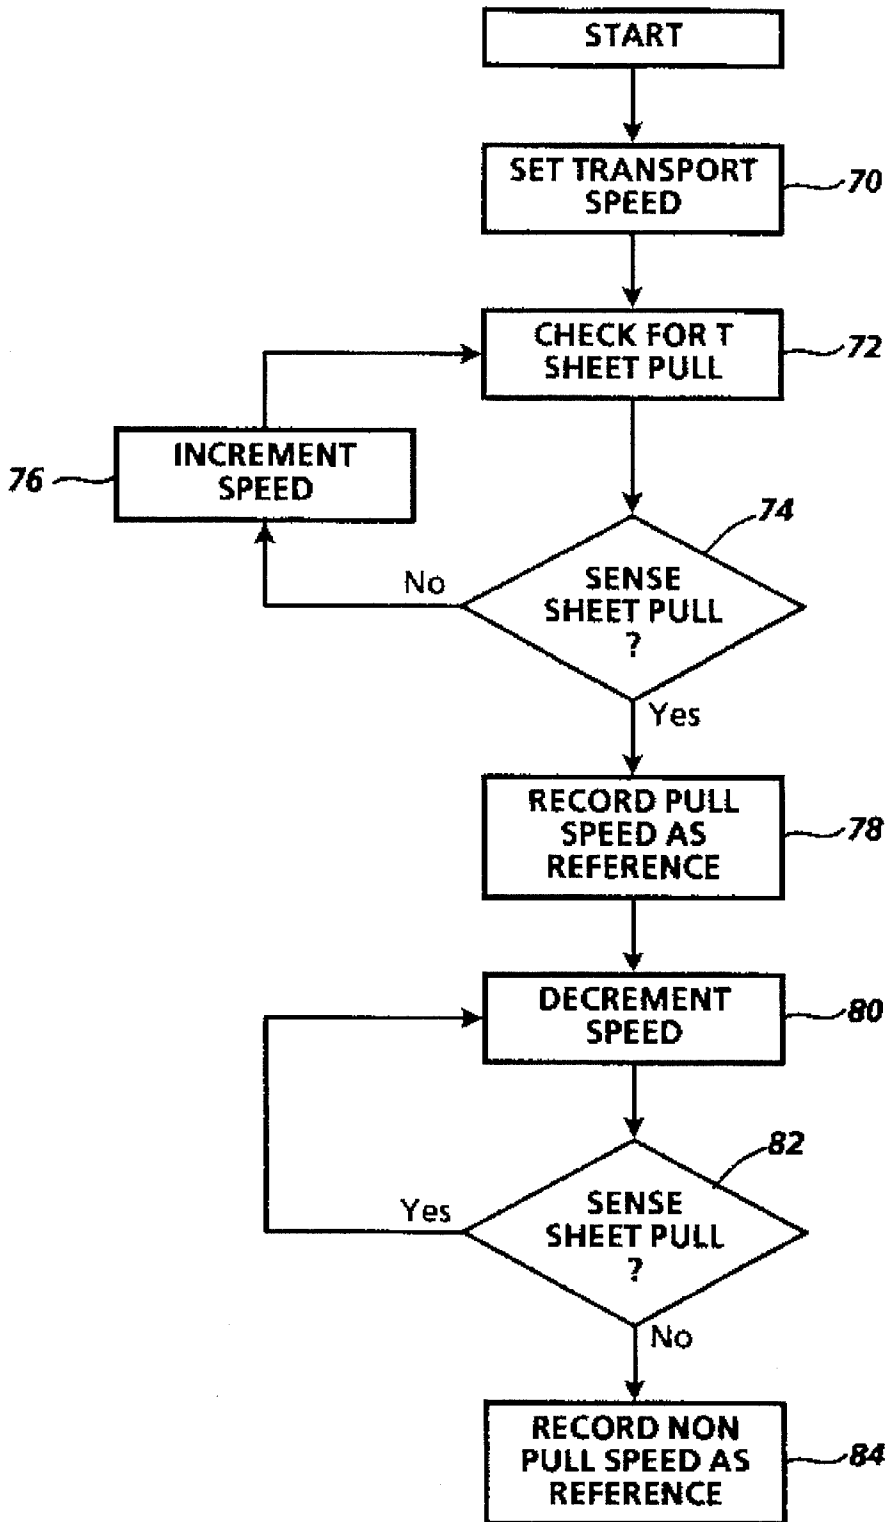 START
SET TRANSPORT
SPEED
70
CHECK FOR T
SHEET PULL
72
INCREMENT
SPEED
76
74
SENSE
SHEET PULL
?
No
Yes
RECORD PULL
SPEED AS
REFERENCE
78
DECREMENT
SPEED
80
82
SENSE
SHEET PULL
?
Yes
No
RECORD NON
PULL SPEED AS
REFERENCE
84